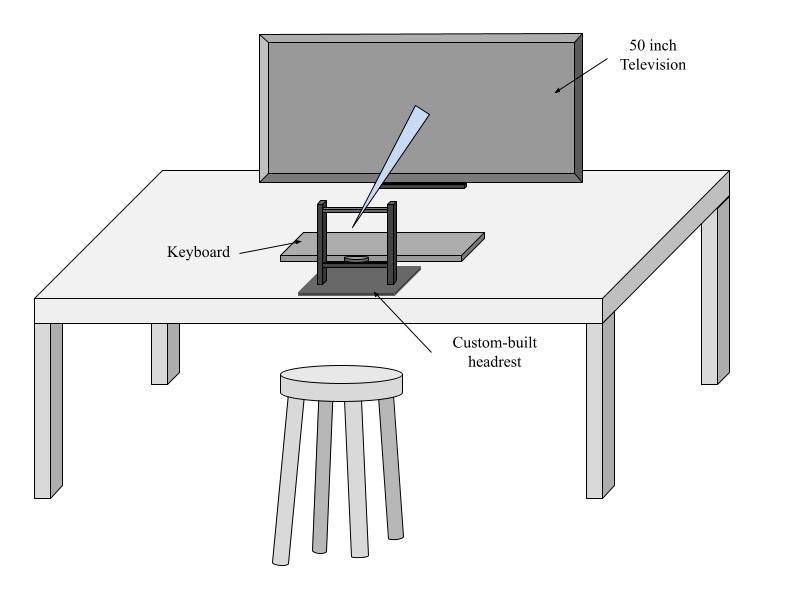 50 inch
Television
Keyboard
Custom-built
headrest